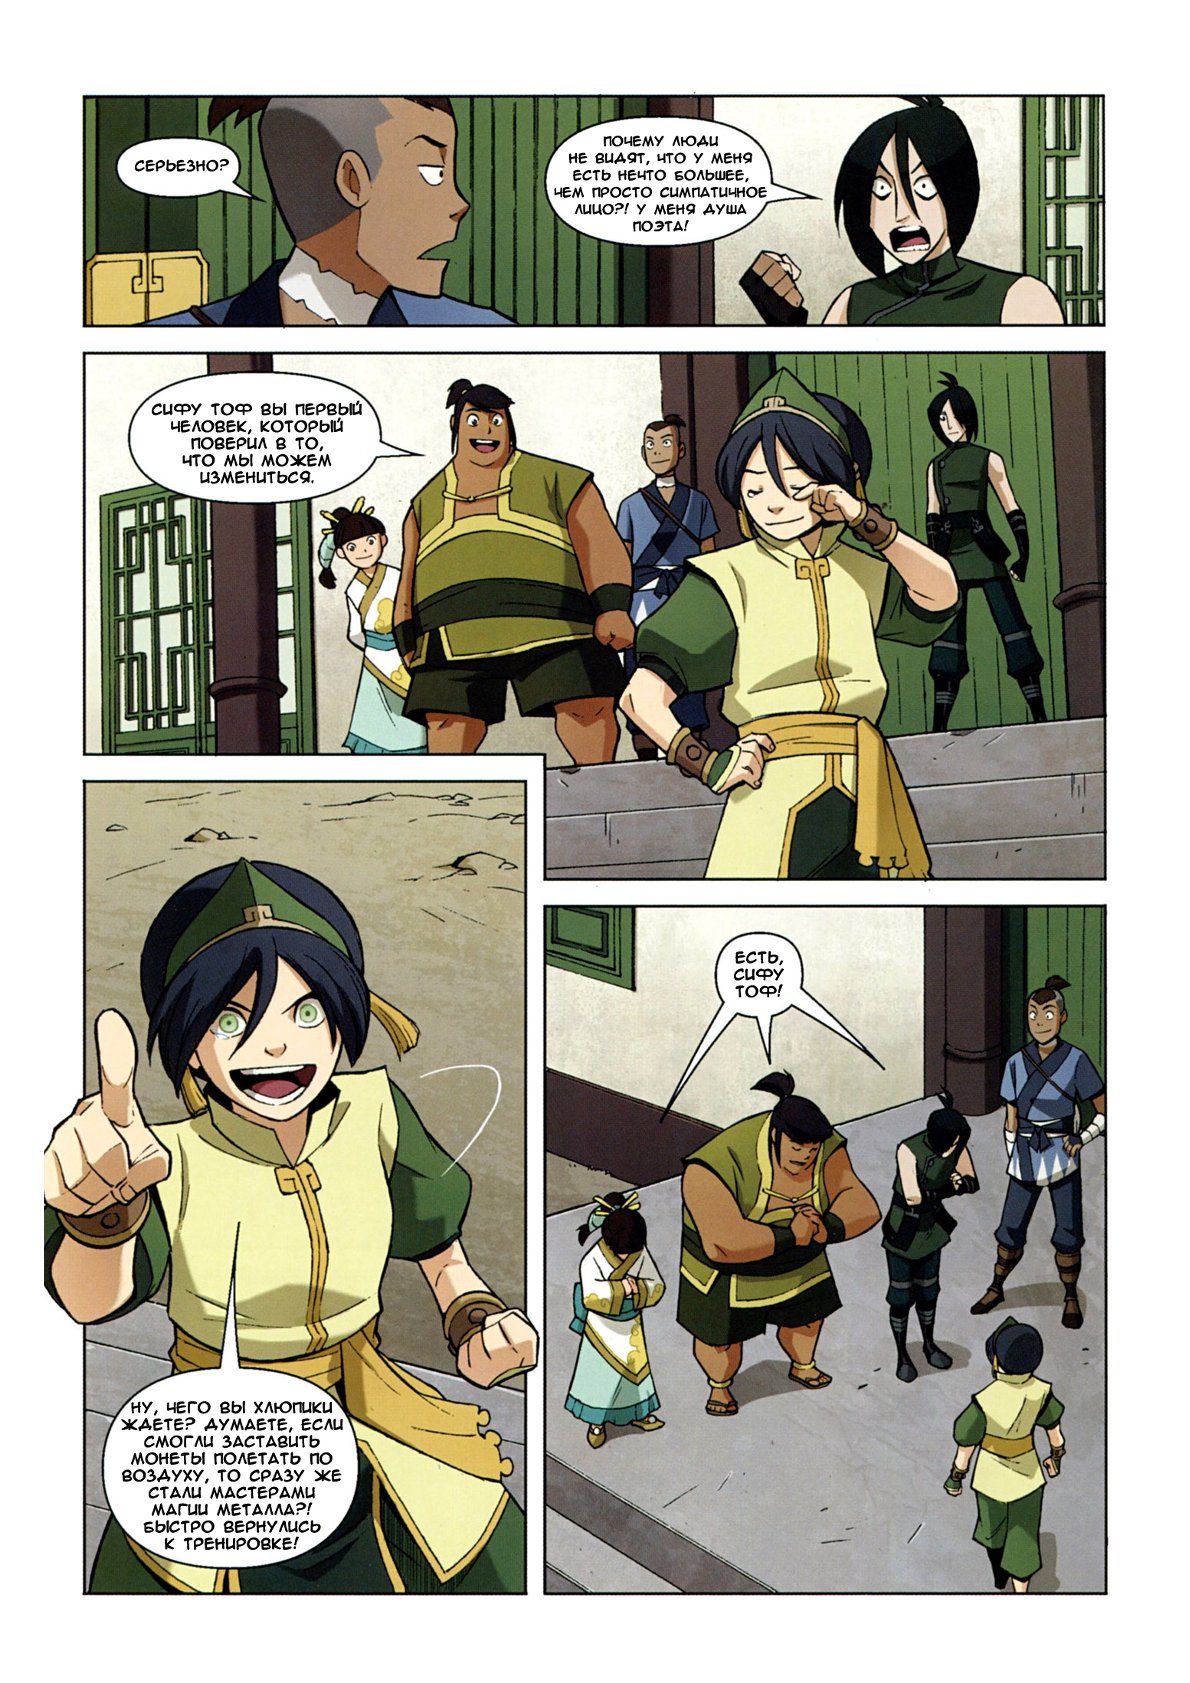 СЕРЬЕЗНО?
ПОЧЕМУ ЛЮДИ
НЕ ВИДЯТ, ЧТО У МЕНЯ
ЕСТЬ НЕЧТО БОЛЬШЕЕ,
ЧЕМ ПРОСТО СИМПАТИЧНОЕ
ЛИЦО?! У МЕНЯ ДУША
ПОЭТА!
СИФУ ТОФ ВЫ ПЕРВЫЙ
ЧЕЛОВЕК, КОТОРЫЙ
ПОВЕРИЛ В ТО,
ЧТО МЫ МОЖЕМ
ИЗМЕНИТЬСЯ.
НУ, ЧЕГО ВЫ ХЛЮПИКИ
ЖДЕТЕ? ДУМАЕТЕ, ЕСЛИ
СМОГЛИ ЗАСТАВИТЬ
МОНЕТЫ ПОЛЕТАТЬ ПО
ВОЗДУХУ, ТО СРАЗУ ЖЕ
СТАЛИ МАСТЕРАМИ
МАГИИ МЕТАЛЛА?!
БЫСТРО ВЕРНУЛИСЬ
К ТРЕНИРОВКЕ!
ЕСТЬ,
СИФУ
ТОФ!